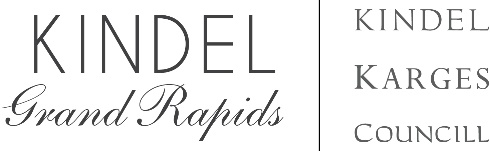 KINDEL
Grand Rapids
KINDEL
KARGES
COUNCILL